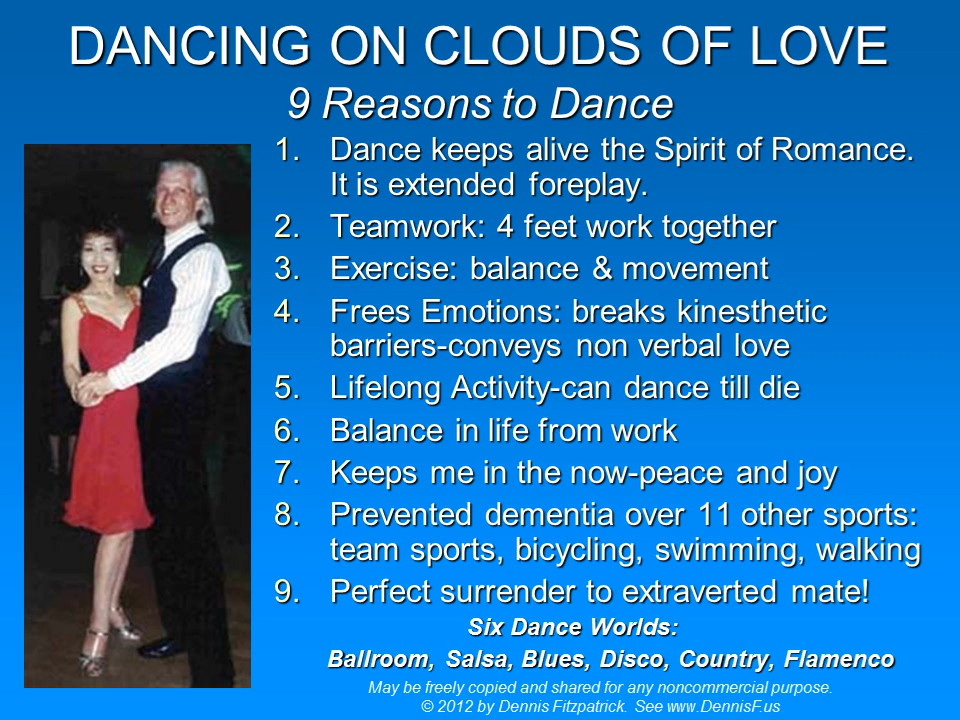 DANCING ON CLOUDS OF LOVE
9 Reasons to Dance
1. Dance keeps alive the Spirit of Romance.
It is extended foreplay.
2. Teamwork: 4 feet work together
3. Exercise: balance & movement
4. Frees Emotions: breaks kinesthetic
barriers-conveys non verbal love
5. Lifelong Activity-can dance till die
6. Balance in life from work
7. Keeps me in the now-peace and joy
8. Prevented dementia over 11 other sports:
team sports, bicycling, swimming, walking
9. Perfect surrender to extraverted mate!
Six Dance Worlds:
Ballroom, Salsa, Blues, Disco, Country, Flamenco
May be freely copied and shared for any noncommercial purpose.
© 2012 by Dennis Fitzpatrick. See www.DennisF.us